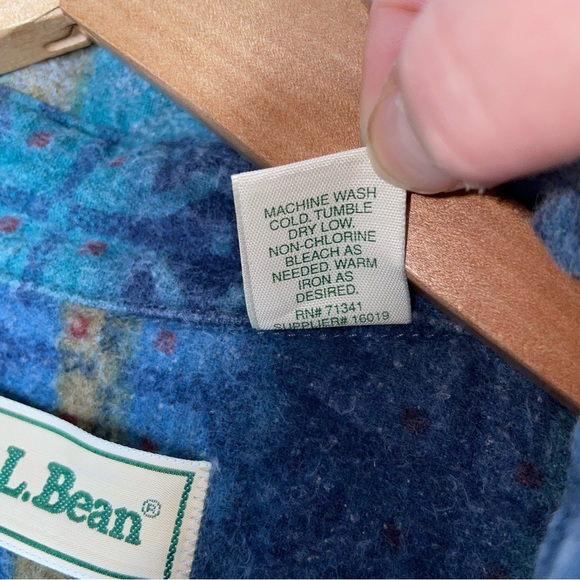 MACHINE WASH
COLD. TUMBLE
DRY LOW.
NON-CHLORINE
BLEACH AS
NEEDED. WARM
IRON AS
DESIRED.
RN# 71341
SUPPLIER# 16019
L.Bean®